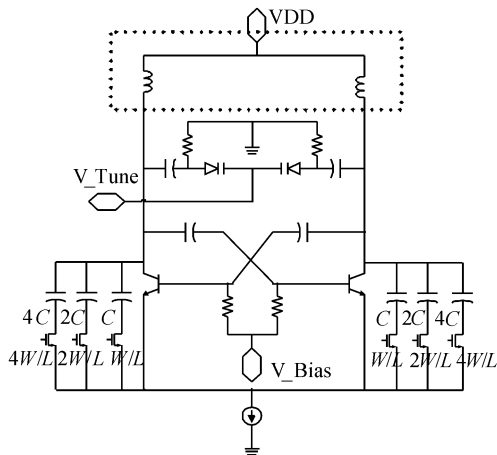 VDD
V_Tune
4C 2C C
4W/L 2W/L W/L
C 2C 4C
W/L 2W/L 4W/L
V_Bias